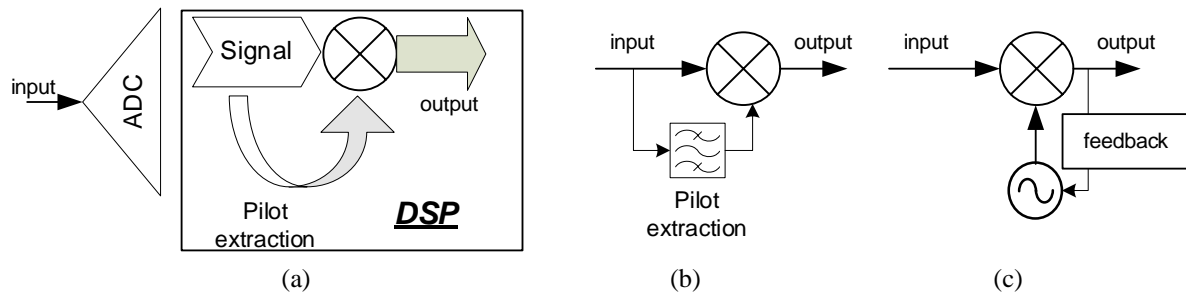 input
ADC
Signal
output
Pilot
extraction
DSP
(a)
input
output
Pilot
extraction
(b)
input
output
feedback
(c)